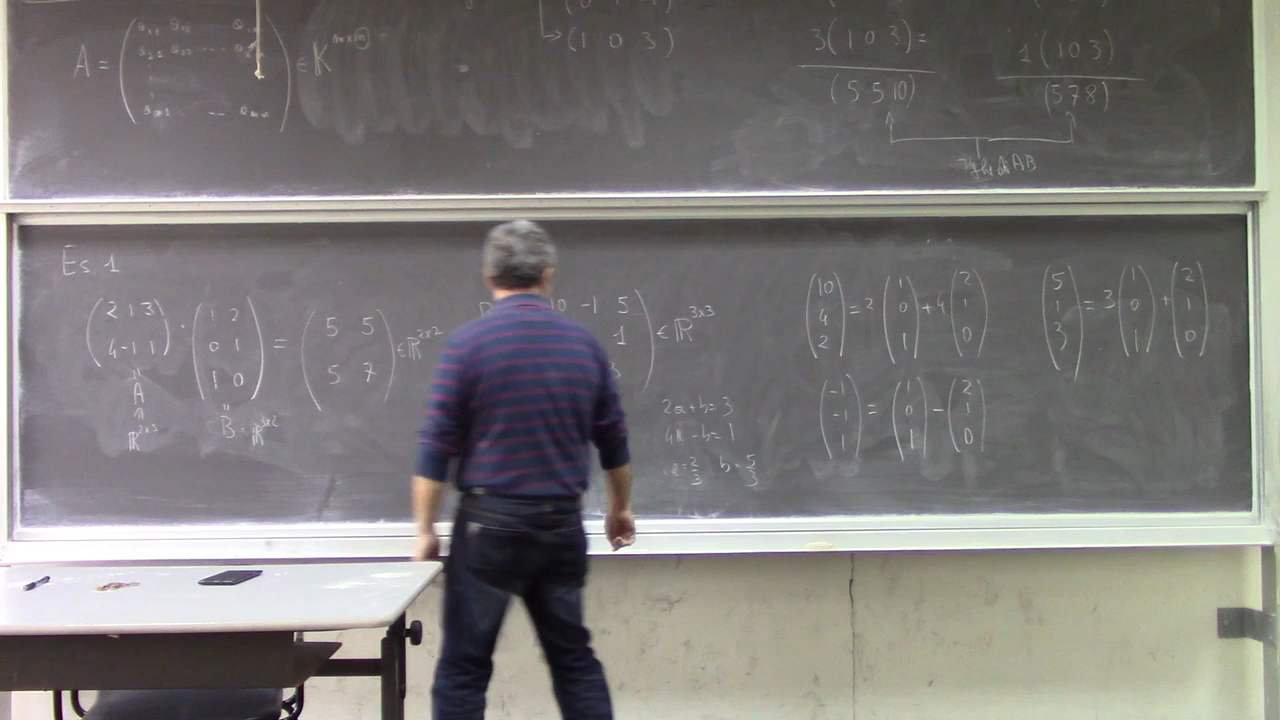 A = ( a₁₁ a₁₂ a₁ₙ
a₂₁ a₂₂ ... a₂ₙ
aₘ₁ ... aₘₙ ) ∈ K^{m×n}
(1 0 3)
3(1 0 3) =
(5 5 10)
1(1 0 3)
(5 7 8)
AB
Es. 1
(2 1 3) · (1 2) = (5 5) ∈ ℝ^{2×2}
(4 -1 1) (0 1) (5 7)
(1 0)
A
ℝ^{2×3}
B ∈ ℝ^{3×2}
10 -1 5
1 ∈ ℝ^{3×3}
2a+b=3
4a-b=1
a=2/3 b=5/3
(10 4 2) = 2 (1 0 1) + 4 (2 1 0)
(5 1 3) = 3 (1 0 1) + (2 1 0)
(-1 -1 1) = (1 0 1) - (2 1 0)